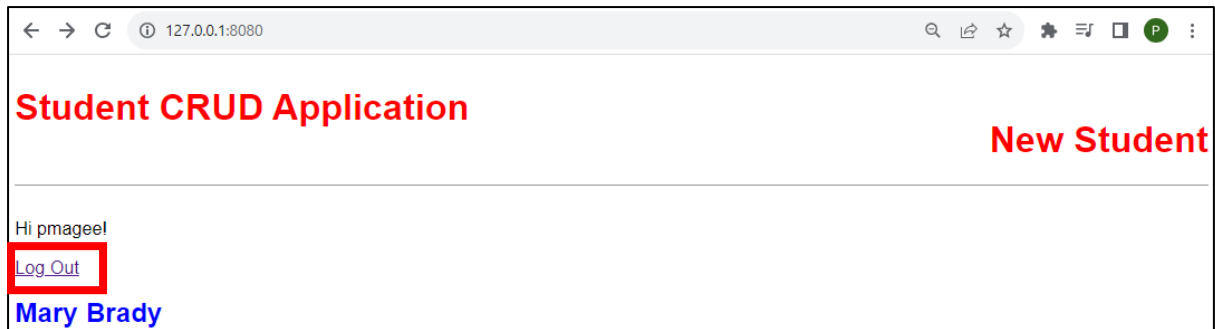 127.0.0.1:8080
P
Student CRUD Application
New Student
Hi pmagee!
Log Out
Mary Brady